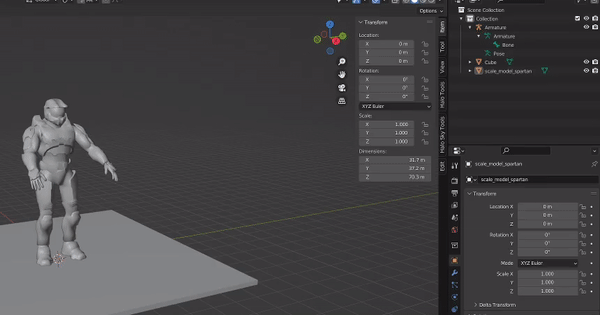 Global
Options
Transform
Location:
X 0 m
Y 0 m
Z 0 m
Rotation:
X 0°
Y 0°
Z 0°
XYZ Euler
Scale:
X 1.000
Y 1.000
Z 1.000
Dimensions:
X 31.7 m
Y 27.2 m
Z 73.3 m
Item
Tool
View
Halo Tools
Halo Sky Tools
Edit
Scene Collection
Collection
Armature
Armature
Bone
Pose
Cube
scale_model_spartan
scale_model_spartan
scale_model_spartan
Transform
Location X 0 m
Y 0 m
Z 0 m
Rotation X 0°
Y 0°
Z 0°
Mode XYZ Euler
Scale X 1.000
Y 1.000
Z 1.000
Delta Transform